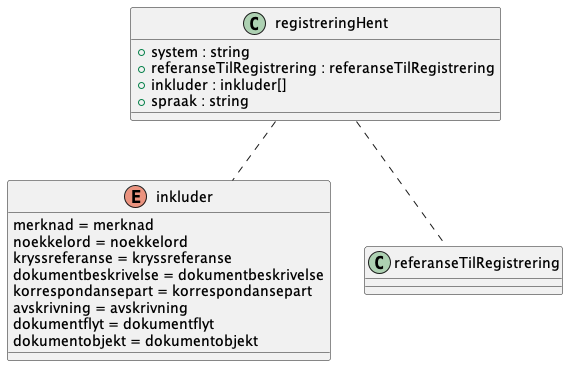 C registreringHent
system : string
referanseTilRegistrering : referanseTilRegistrering
inkluder : inkluder[]
spraak : string
E inkluder
merknad = merknad
noekkelord = noekkelord
kryssreferanse = kryssreferanse
dokumentbeskrivelse = dokumentbeskrivelse
korrespondansepart = korrespondansepart
avskrivning = avskrivning
dokumentflyt = dokumentflyt
dokumentobjekt = dokumentobjekt
C referanseTilRegistrering